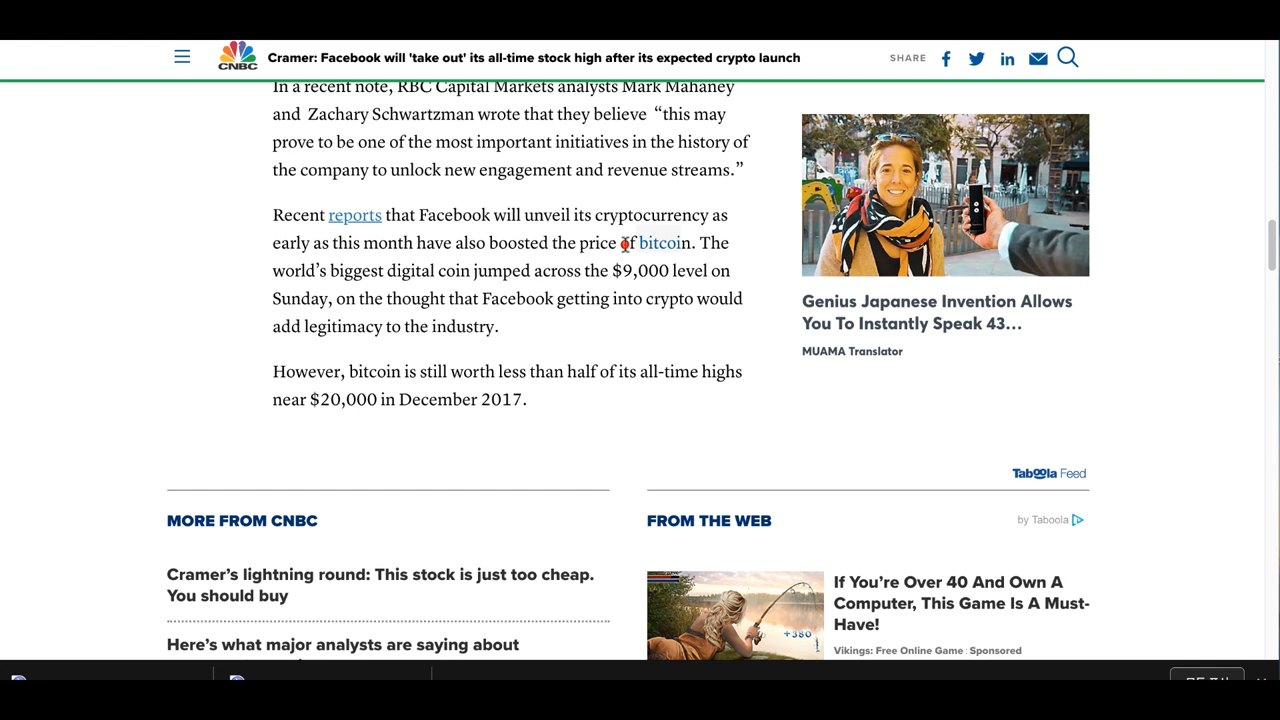 CNBC
Cramer: Facebook will 'take out' its all-time stock high after its expected crypto launch
SHARE
In a recent note, RBC Capital Markets analysts Mark Mahaney
and Zachary Schwartzman wrote that they believe “this may
prove to be one of the most important initiatives in the history of
the company to unlock new engagement and revenue streams.”
Recent reports that Facebook will unveil its cryptocurrency as
early as this month have also boosted the price of bitcoin. The
world’s biggest digital coin jumped across the $9,000 level on
Sunday, on the thought that Facebook getting into crypto would
add legitimacy to the industry.
However, bitcoin is still worth less than half of its all-time highs
near $20,000 in December 2017.
Genius Japanese Invention Allows
You To Instantly Speak 43...
MUAMA Translator
Taboola Feed
MORE FROM CNBC
Cramer’s lightning round: This stock is just too cheap.
You should buy
Here’s what major analysts are saying about
FROM THE WEB
by Taboola
+380
If You’re Over 40 And Own A
Computer, This Game Is A Must-
Have!
Vikings: Free Online Game : Sponsored